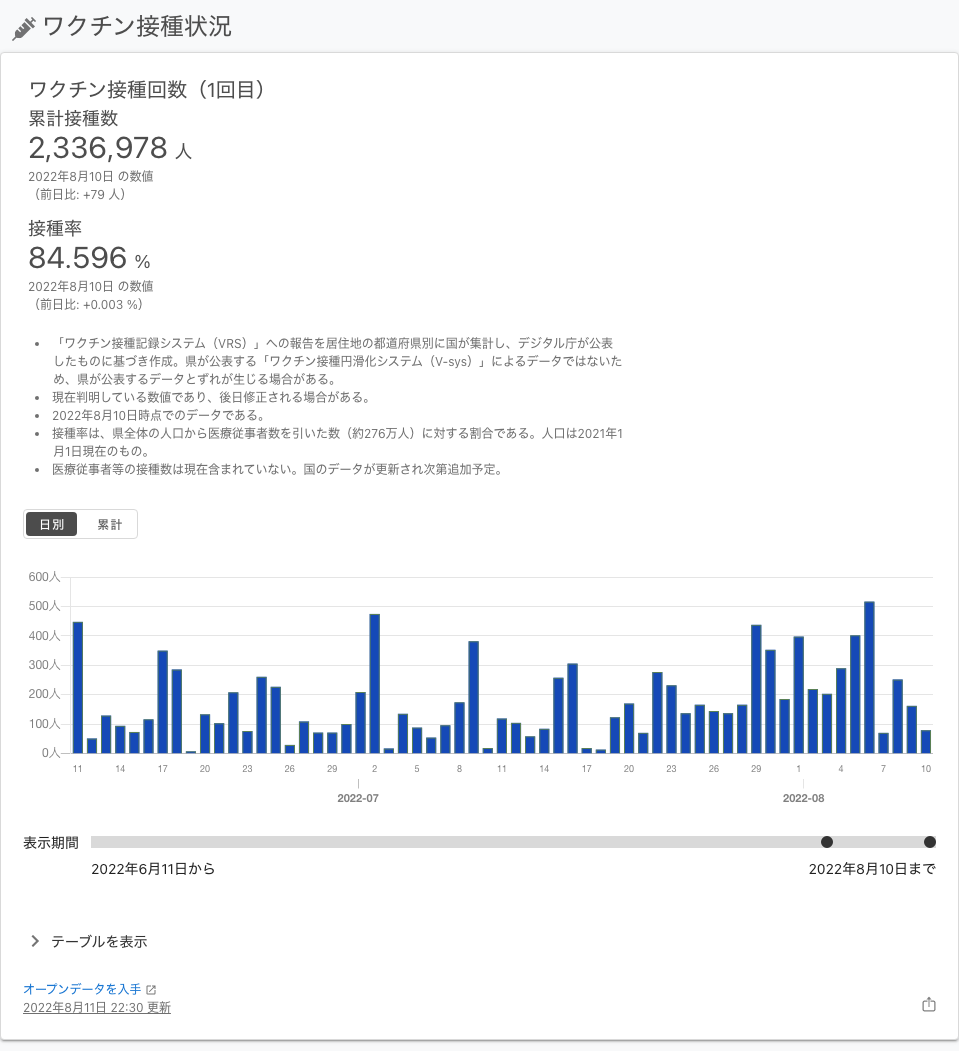 ワクチン接種状況
ワクチン接種回数（1回目）
累計接種数
2,336,978 人
2022年8月10日 の数値
（前日比: +79 人）
接種率
84.596 %
2022年8月10日 の数値
（前日比: +0.003 %）
• 「ワクチン接種記録システム（VRS）」への報告を居住地の都道府県別に国が集計し、デジタル庁が公表
したものに基づき作成。県が公表する「ワクチン接種円滑化システム（V-sys）」によるデータではないた
め、県が公表するデータとずれが生じる場合がある。
• 現在判明している数値であり、後日修正される場合がある。
• 2022年8月10日時点でのデータである。
• 接種率は、県全体の人口から医療従事者数を引いた数（約276万人）に対する割合である。人口は2021年1
月1日現在のもの。
• 医療従事者等の接種数は現在含まれていない。国のデータが更新され次第追加予定。
日別 累計
600人
500人
400人
300人
200人
100人
0人
11 14 17 20 23 26 29 2 5 8 11 14 17 20 23 26 29 1 4 7 10
2022-07 2022-08
表示期間
2022年6月11日から 2022年8月10日まで
テーブルを表示
オープンデータを入手
2022年8月11日 22:30 更新